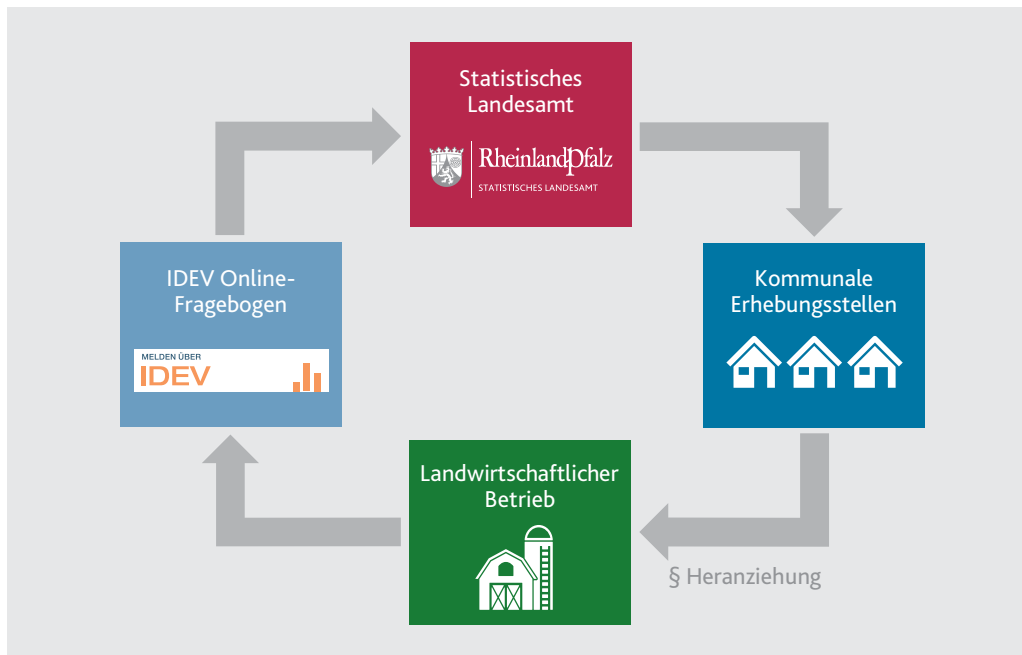 Statistisches
Landesamt
RheinlandPfalz
STATISTISCHES LANDESAMT
IDEV Online-
Fragebogen
MELDEN ÜBER
IDEV
Kommunale
Erhebungsstellen
Landwirtschaftlicher
Betrieb
§ Heranziehung